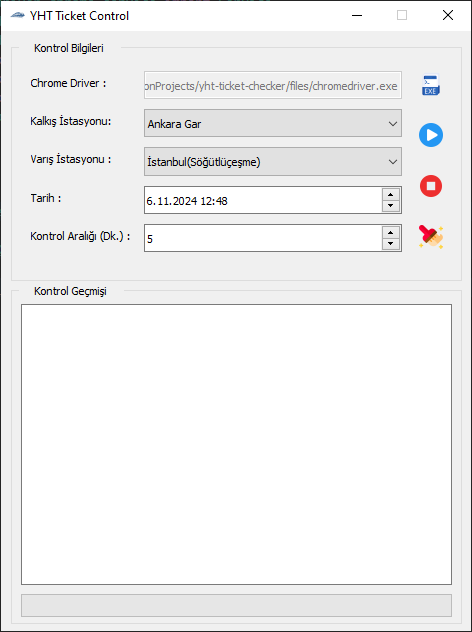 YHT Ticket Control
Kontrol Bilgileri
Chrome Driver :
onProjects/yht-ticket-checker/files/chromedriver.exe
EXE
Kalkış İstasyonu:
Ankara Gar
Varış İstasyonu :
İstanbul(Söğütlüçeşme)
Tarih :
6.11.2024 12:48
Kontrol Aralığı (Dk.) :
5
Kontrol Geçmişi